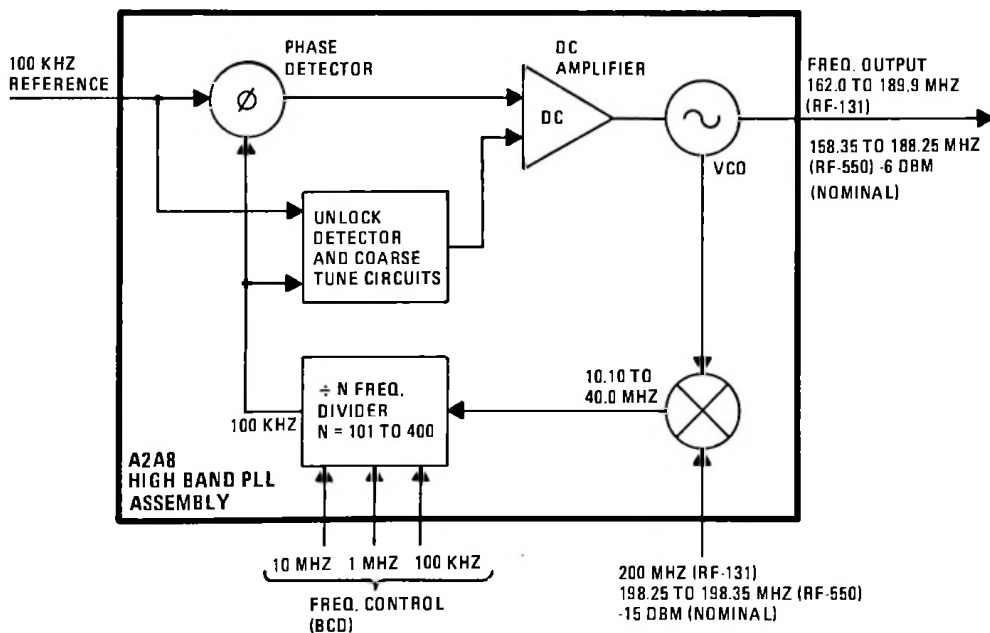 100 KHZ
REFERENCE
PHASE
DETECTOR
Ø
DC
AMPLIFIER
DC
VCO
FREQ. OUTPUT
162.0 TO 189.9 MHZ
(RF-131)
158.35 TO 188.25 MHZ
(RF-550) -6 DBM
(NOMINAL)
UNLOCK
DETECTOR
AND COARSE
TUNE CIRCUITS
÷ N FREQ.
DIVIDER
N = 101 TO 400
100 KHZ
10.10 TO
40.0 MHZ
A2A8
HIGH BAND PLL
ASSEMBLY
10 MHZ 1 MHZ 100 KHZ
FREQ. CONTROL
(BCD)
200 MHZ (RF-131)
198.25 TO 198.35 MHZ (RF-550)
-15 DBM (NOMINAL)